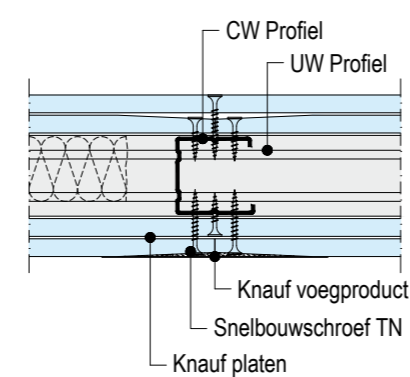 CW Profiel
UW Profiel
Knauf voegproduct
Snelbouwschroef TN
Knauf platen